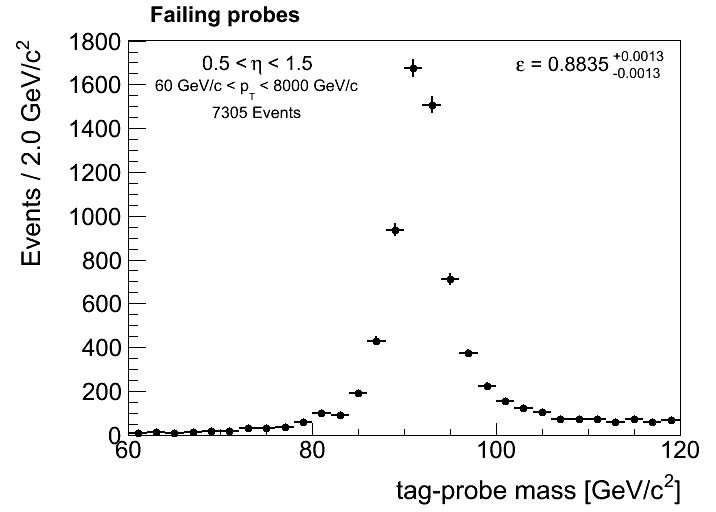 Failing probes
0.5 < η < 1.5
60 GeV/c < p_T < 8000 GeV/c
7305 Events
ε = 0.8835 +0.0013 -0.0013
Events / 2.0 GeV/c²
1800
1600
1400
1200
1000
800
600
400
200
0
60 80 100 120
tag-probe mass [GeV/c²]